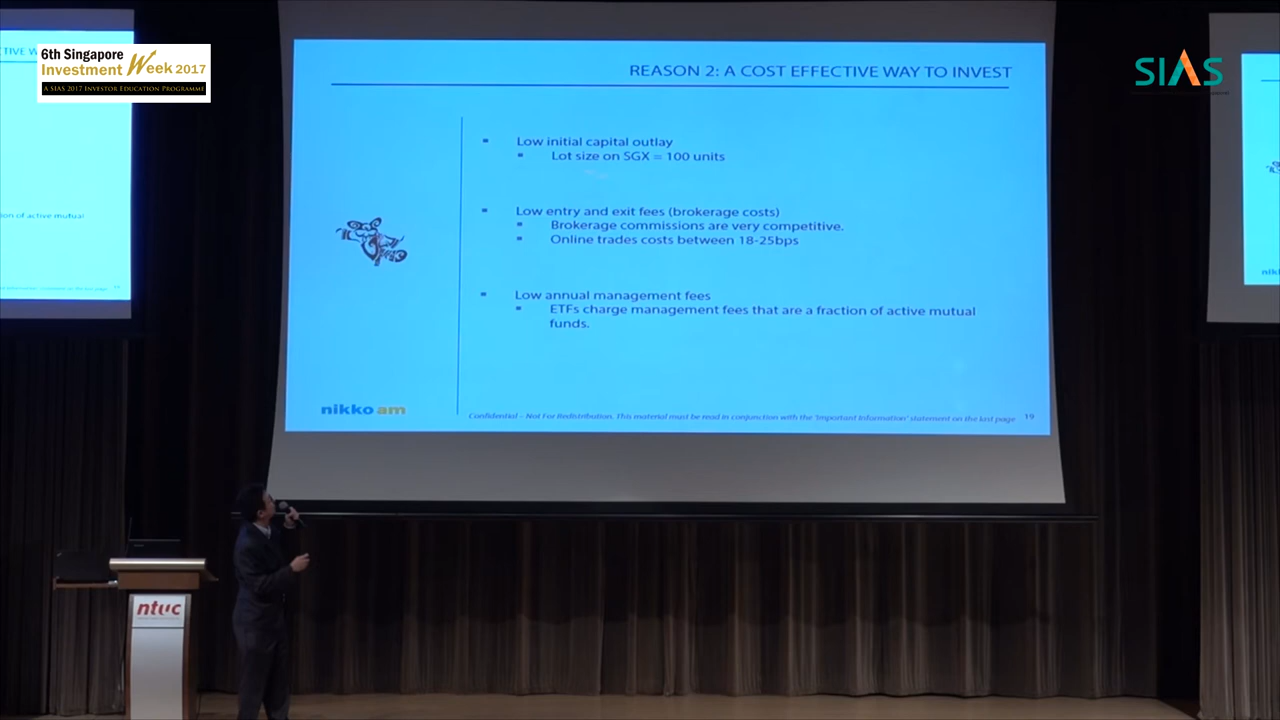 6th Singapore
Investment Week 2017
A SIAS 2017 INVESTOR EDUCATION PROGRAMME
SIAS
REASON 2: A COST EFFECTIVE WAY TO INVEST
Low initial capital outlay
Lot size on SGX = 100 units
Low entry and exit fees (brokerage costs)
Brokerage commissions are very competitive.
Online trades costs between 18-25bps
Low annual management fees
ETFs charge management fees that are a fraction of active mutual
funds.
nikko am
Confidential – Not For Redistribution. This material must be read in conjunction with the 'Important Information' statement on the last page
19
on of active mutual
ntuc